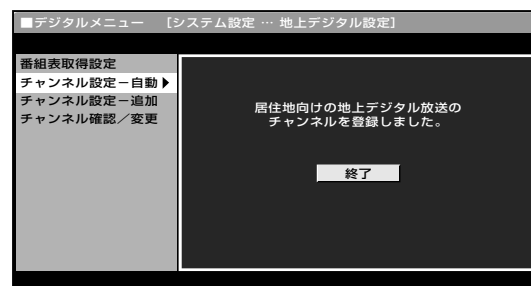 ■デジタルメニュー [システム設定 … 地上デジタル設定]
番組表取得設定
チャンネル設定－自動▶
チャンネル設定－追加
チャンネル確認／変更
居住地向けの地上デジタル放送の
チャンネルを登録しました。
終了